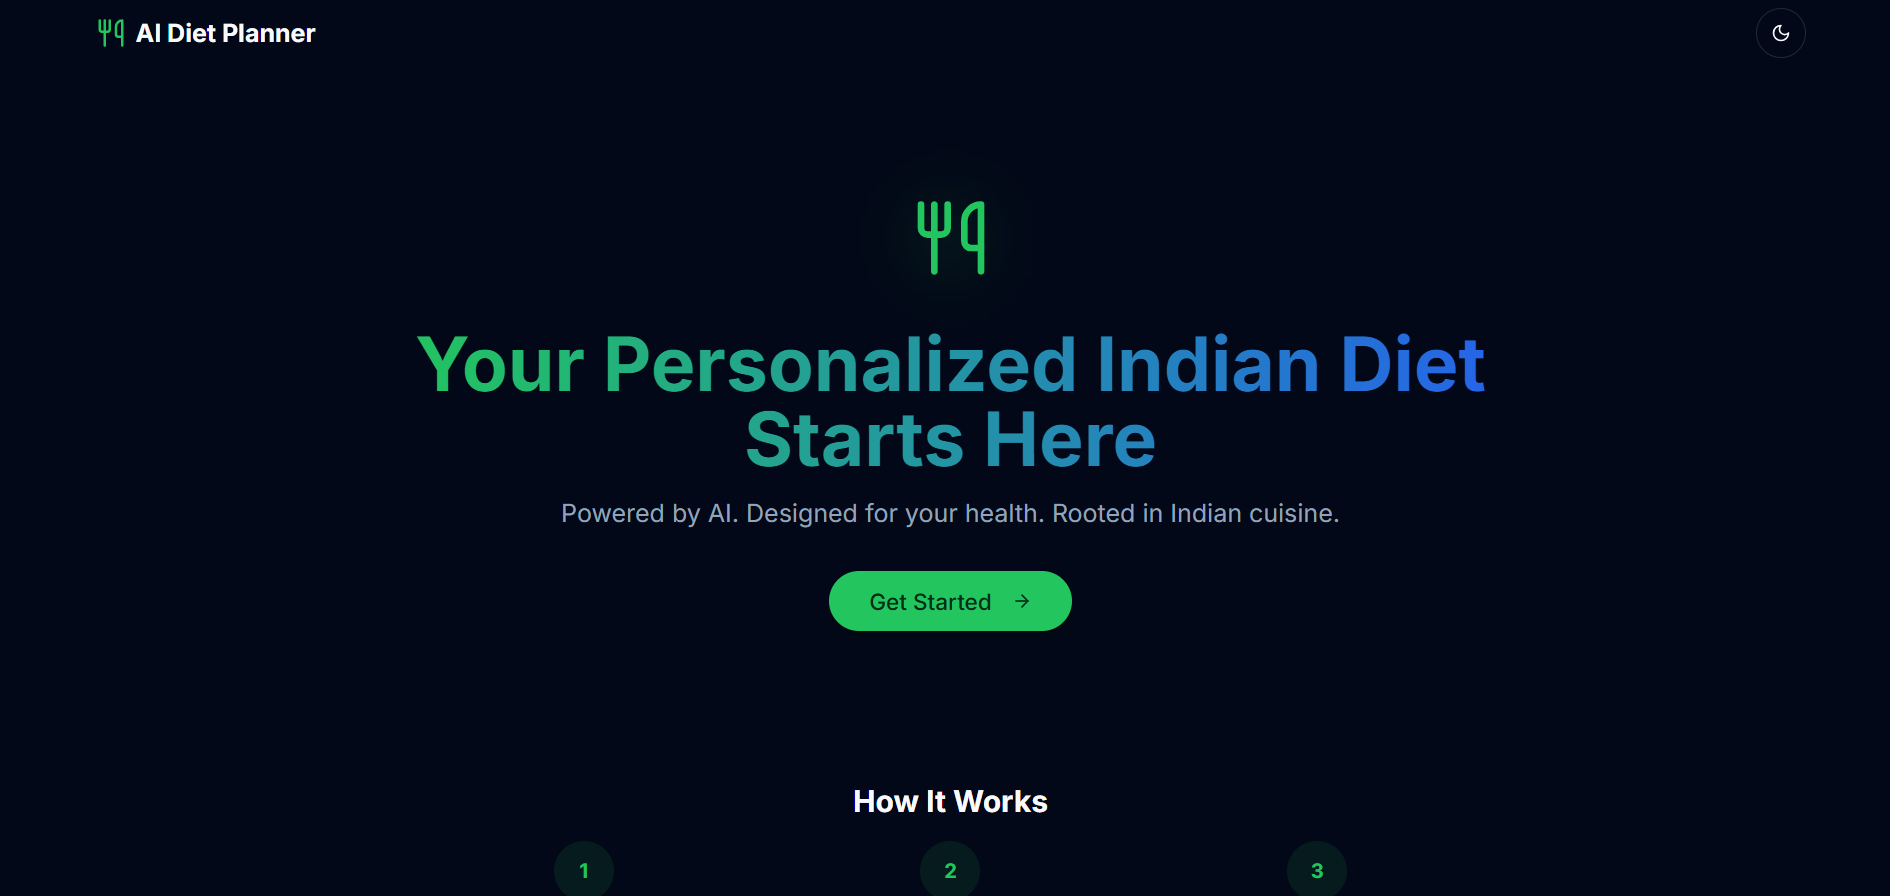 AI Diet Planner
Your Personalized Indian Diet
Starts Here
Powered by AI. Designed for your health. Rooted in Indian cuisine.
Get Started
How It Works
1
2
3